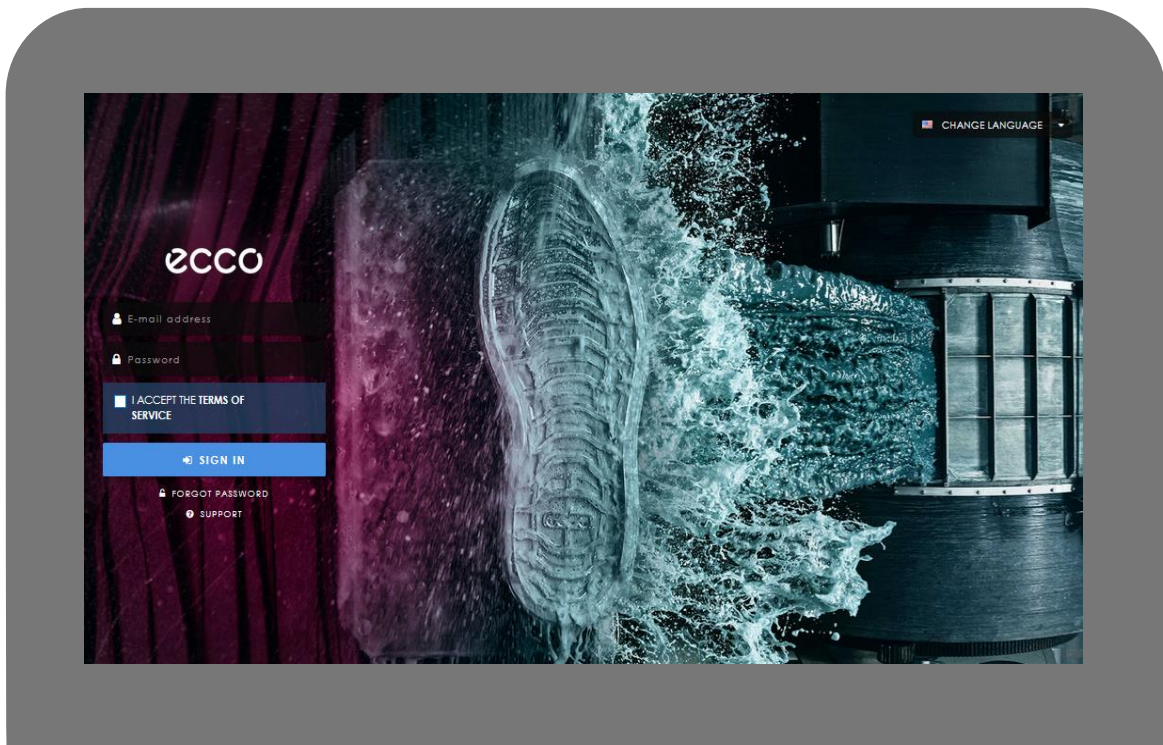 CHANGE LANGUAGE
ecco
E-mail address
Password
I ACCEPT THE TERMS OF
SERVICE
SIGN IN
FORGOT PASSWORD
SUPPORT